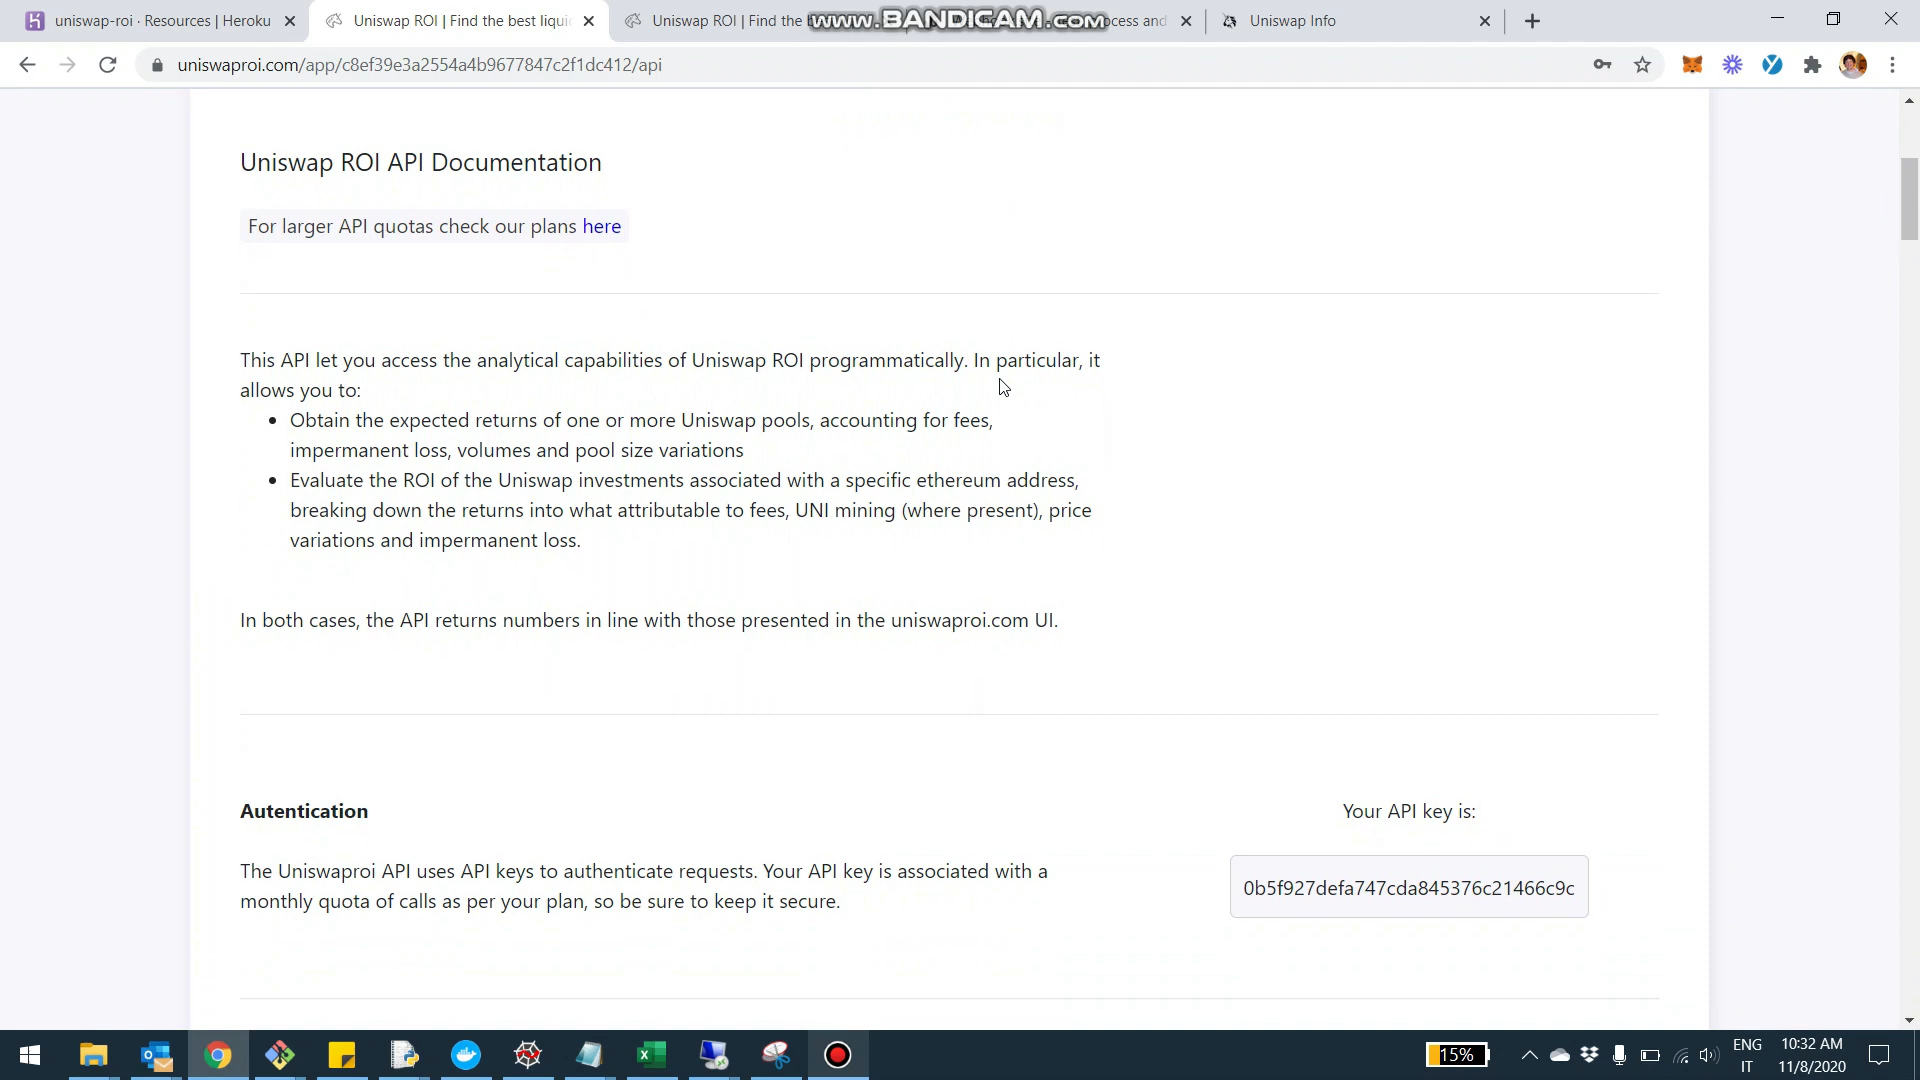 uniswap-roi · Resources | Heroku
Uniswap ROI | Find the best liqui
Uniswap ROI | Find the
www.BANDICAM.com
ocess and
Uniswap Info
uniswaproi.com/app/c8ef39e3a2554a4b9677847c2f1dc412/api
Uniswap ROI API Documentation
For larger API quotas check our plans here
This API let you access the analytical capabilities of Uniswap ROI programmatically. In particular, it
allows you to:
• Obtain the expected returns of one or more Uniswap pools, accounting for fees,
impermanent loss, volumes and pool size variations
• Evaluate the ROI of the Uniswap investments associated with a specific ethereum address,
breaking down the returns into what attributable to fees, UNI mining (where present), price
variations and impermanent loss.
In both cases, the API returns numbers in line with those presented in the uniswaproi.com UI.
Autentication
Your API key is:
The Uniswaproi API uses API keys to authenticate requests. Your API key is associated with a
monthly quota of calls as per your plan, so be sure to keep it secure.
0b5f927defa747cda845376c21466c9c
15%
ENG
IT
10:32 AM
11/8/2020